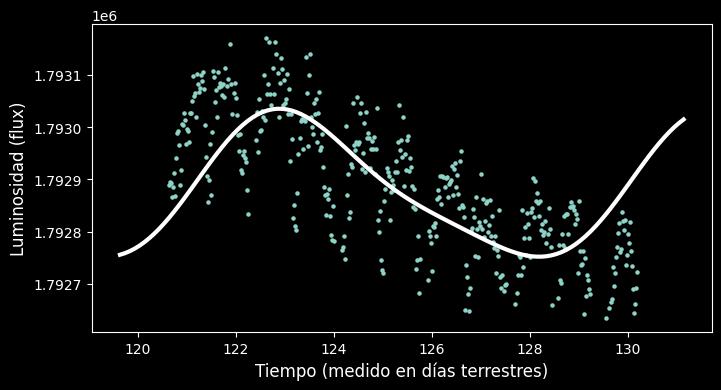 1e6
1.7931
1.7930
1.7929
1.7928
1.7927
Luminosidad (flux)
120 122 124 126 128 130
Tiempo (medido en días terrestres)